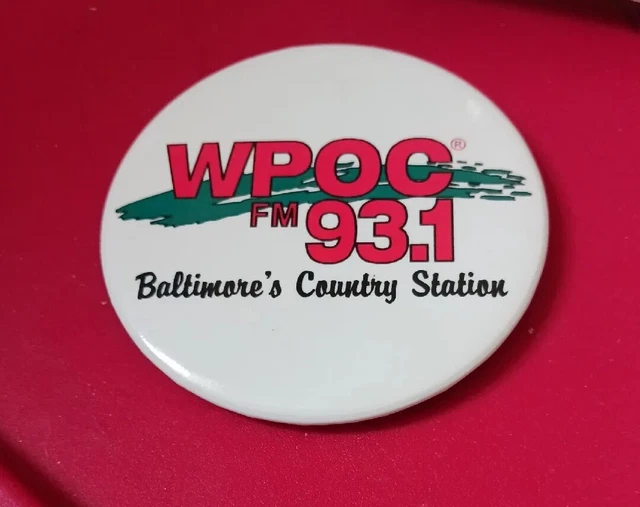 WPOC®
FM 93.1
Baltimore's Country Station